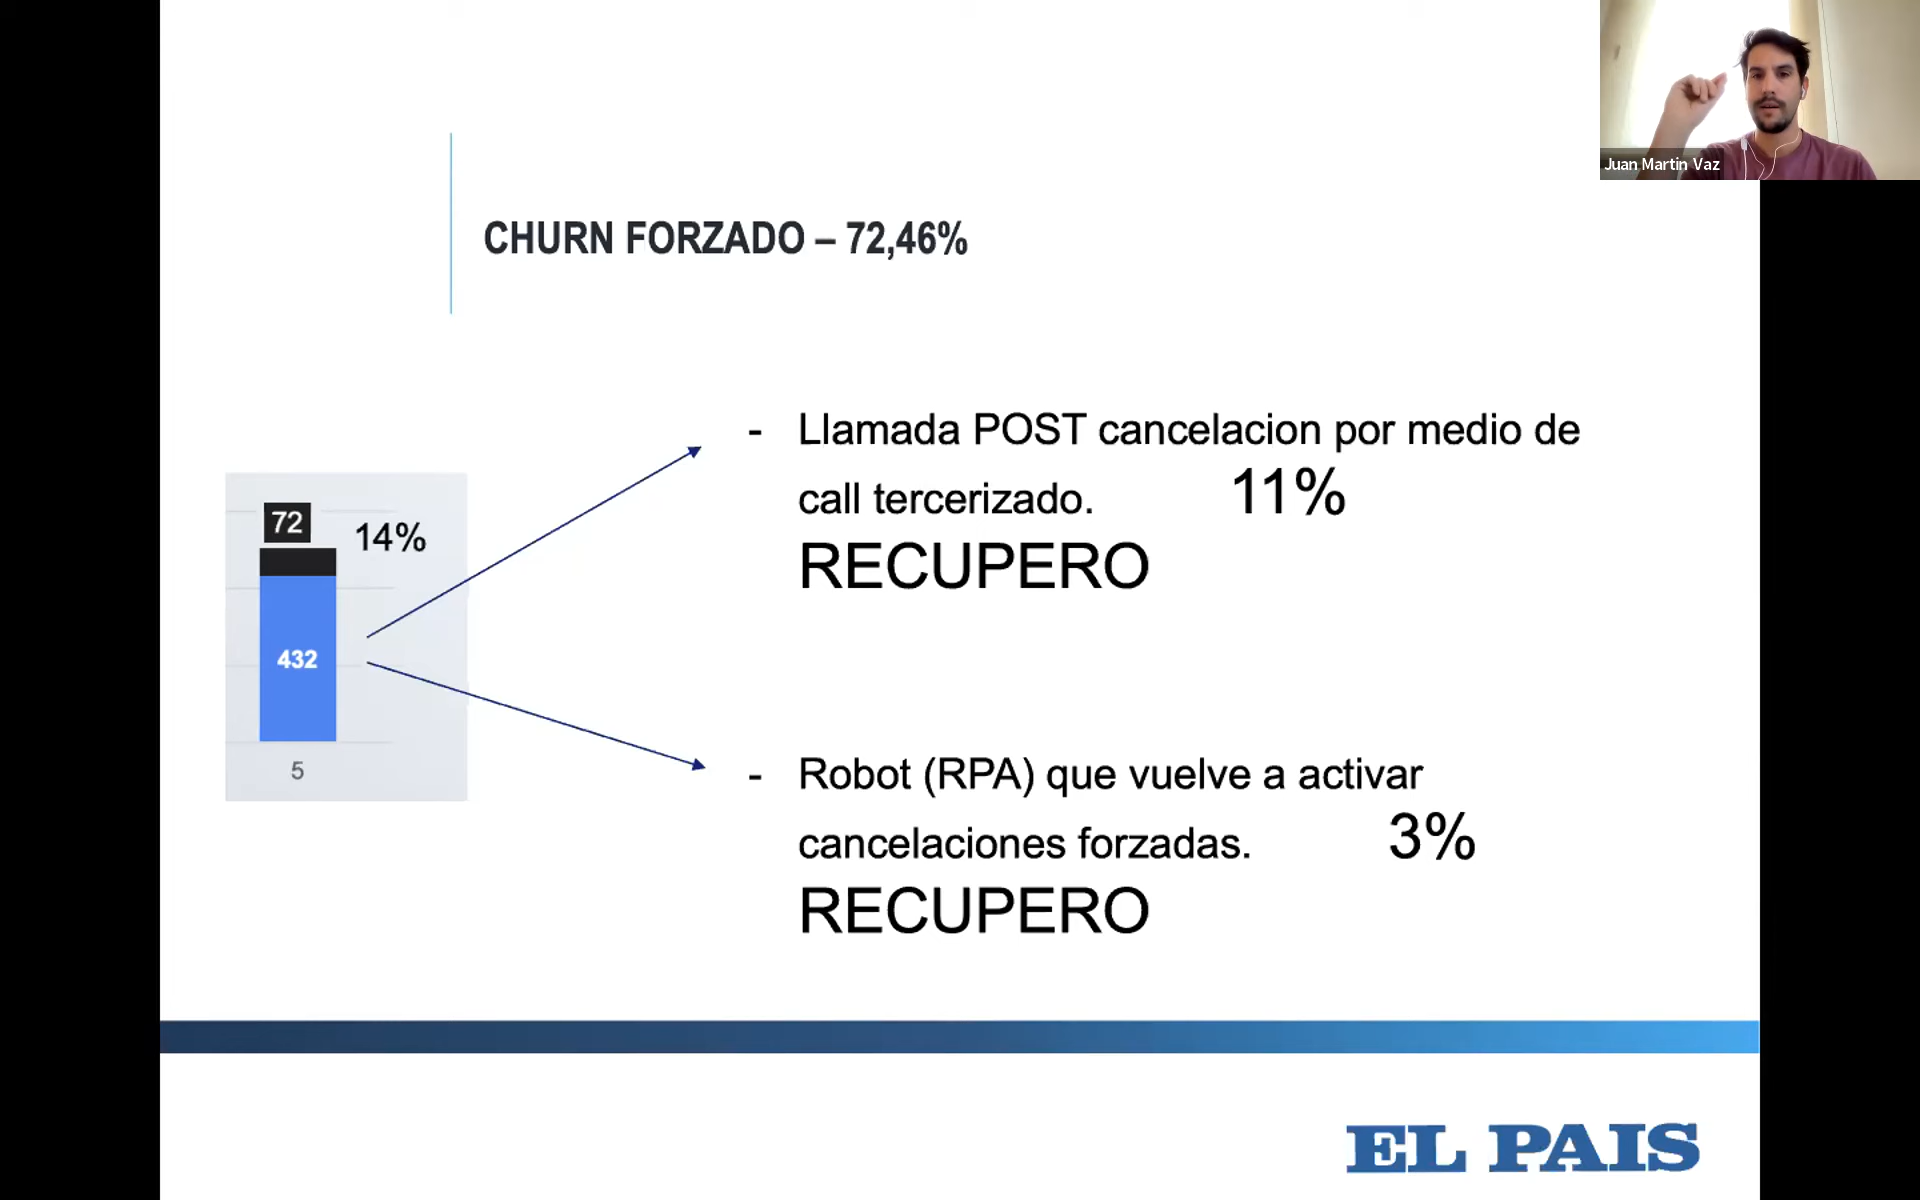 Juan Martin Vaz
CHURN FORZADO – 72,46%
- Llamada POST cancelacion por medio de
call tercerizado. 11%
RECUPERO
72
14%
432
5
- Robot (RPA) que vuelve a activar
cancelaciones forzadas. 3%
RECUPERO
EL PAIS